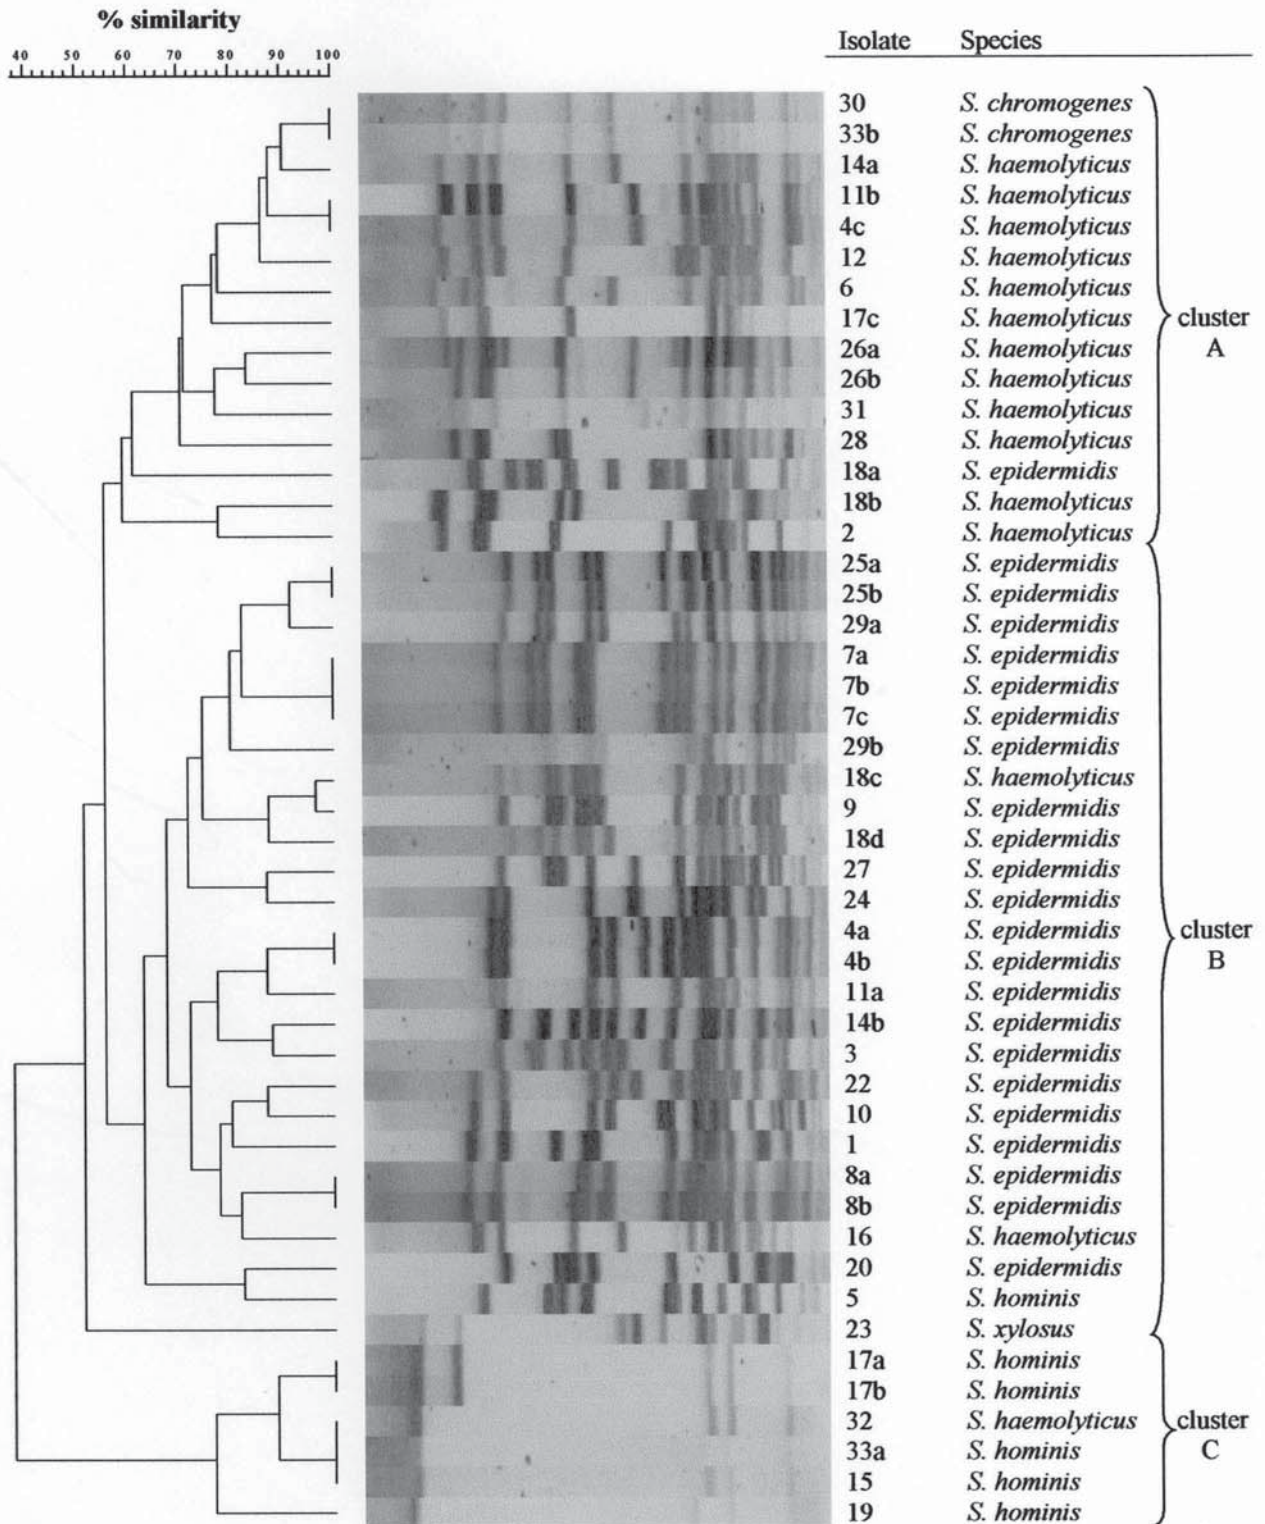 % similarity
40 50 60 70 80 90 100
Isolate Species
30 S. chromogenes
33b S. chromogenes
14a S. haemolyticus
11b S. haemolyticus
4c S. haemolyticus
12 S. haemolyticus
6 S. haemolyticus
17c S. haemolyticus
cluster
26a S. haemolyticus
A
26b S. haemolyticus
31 S. haemolyticus
28 S. haemolyticus
18a S. epidermidis
18b S. haemolyticus
2 S. haemolyticus
25a S. epidermidis
25b S. epidermidis
29a S. epidermidis
7a S. epidermidis
7b S. epidermidis
7c S. epidermidis
29b S. epidermidis
18c S. haemolyticus
9 S. epidermidis
18d S. epidermidis
27 S. epidermidis
24 S. epidermidis
4a S. epidermidis
cluster
4b S. epidermidis
B
11a S. epidermidis
14b S. epidermidis
3 S. epidermidis
22 S. epidermidis
10 S. epidermidis
1 S. epidermidis
8a S. epidermidis
8b S. epidermidis
16 S. haemolyticus
20 S. epidermidis
5 S. hominis
23 S. xylosus
17a S. hominis
17b S. hominis
32 S. haemolyticus
cluster
33a S. hominis
C
15 S. hominis
19 S. hominis